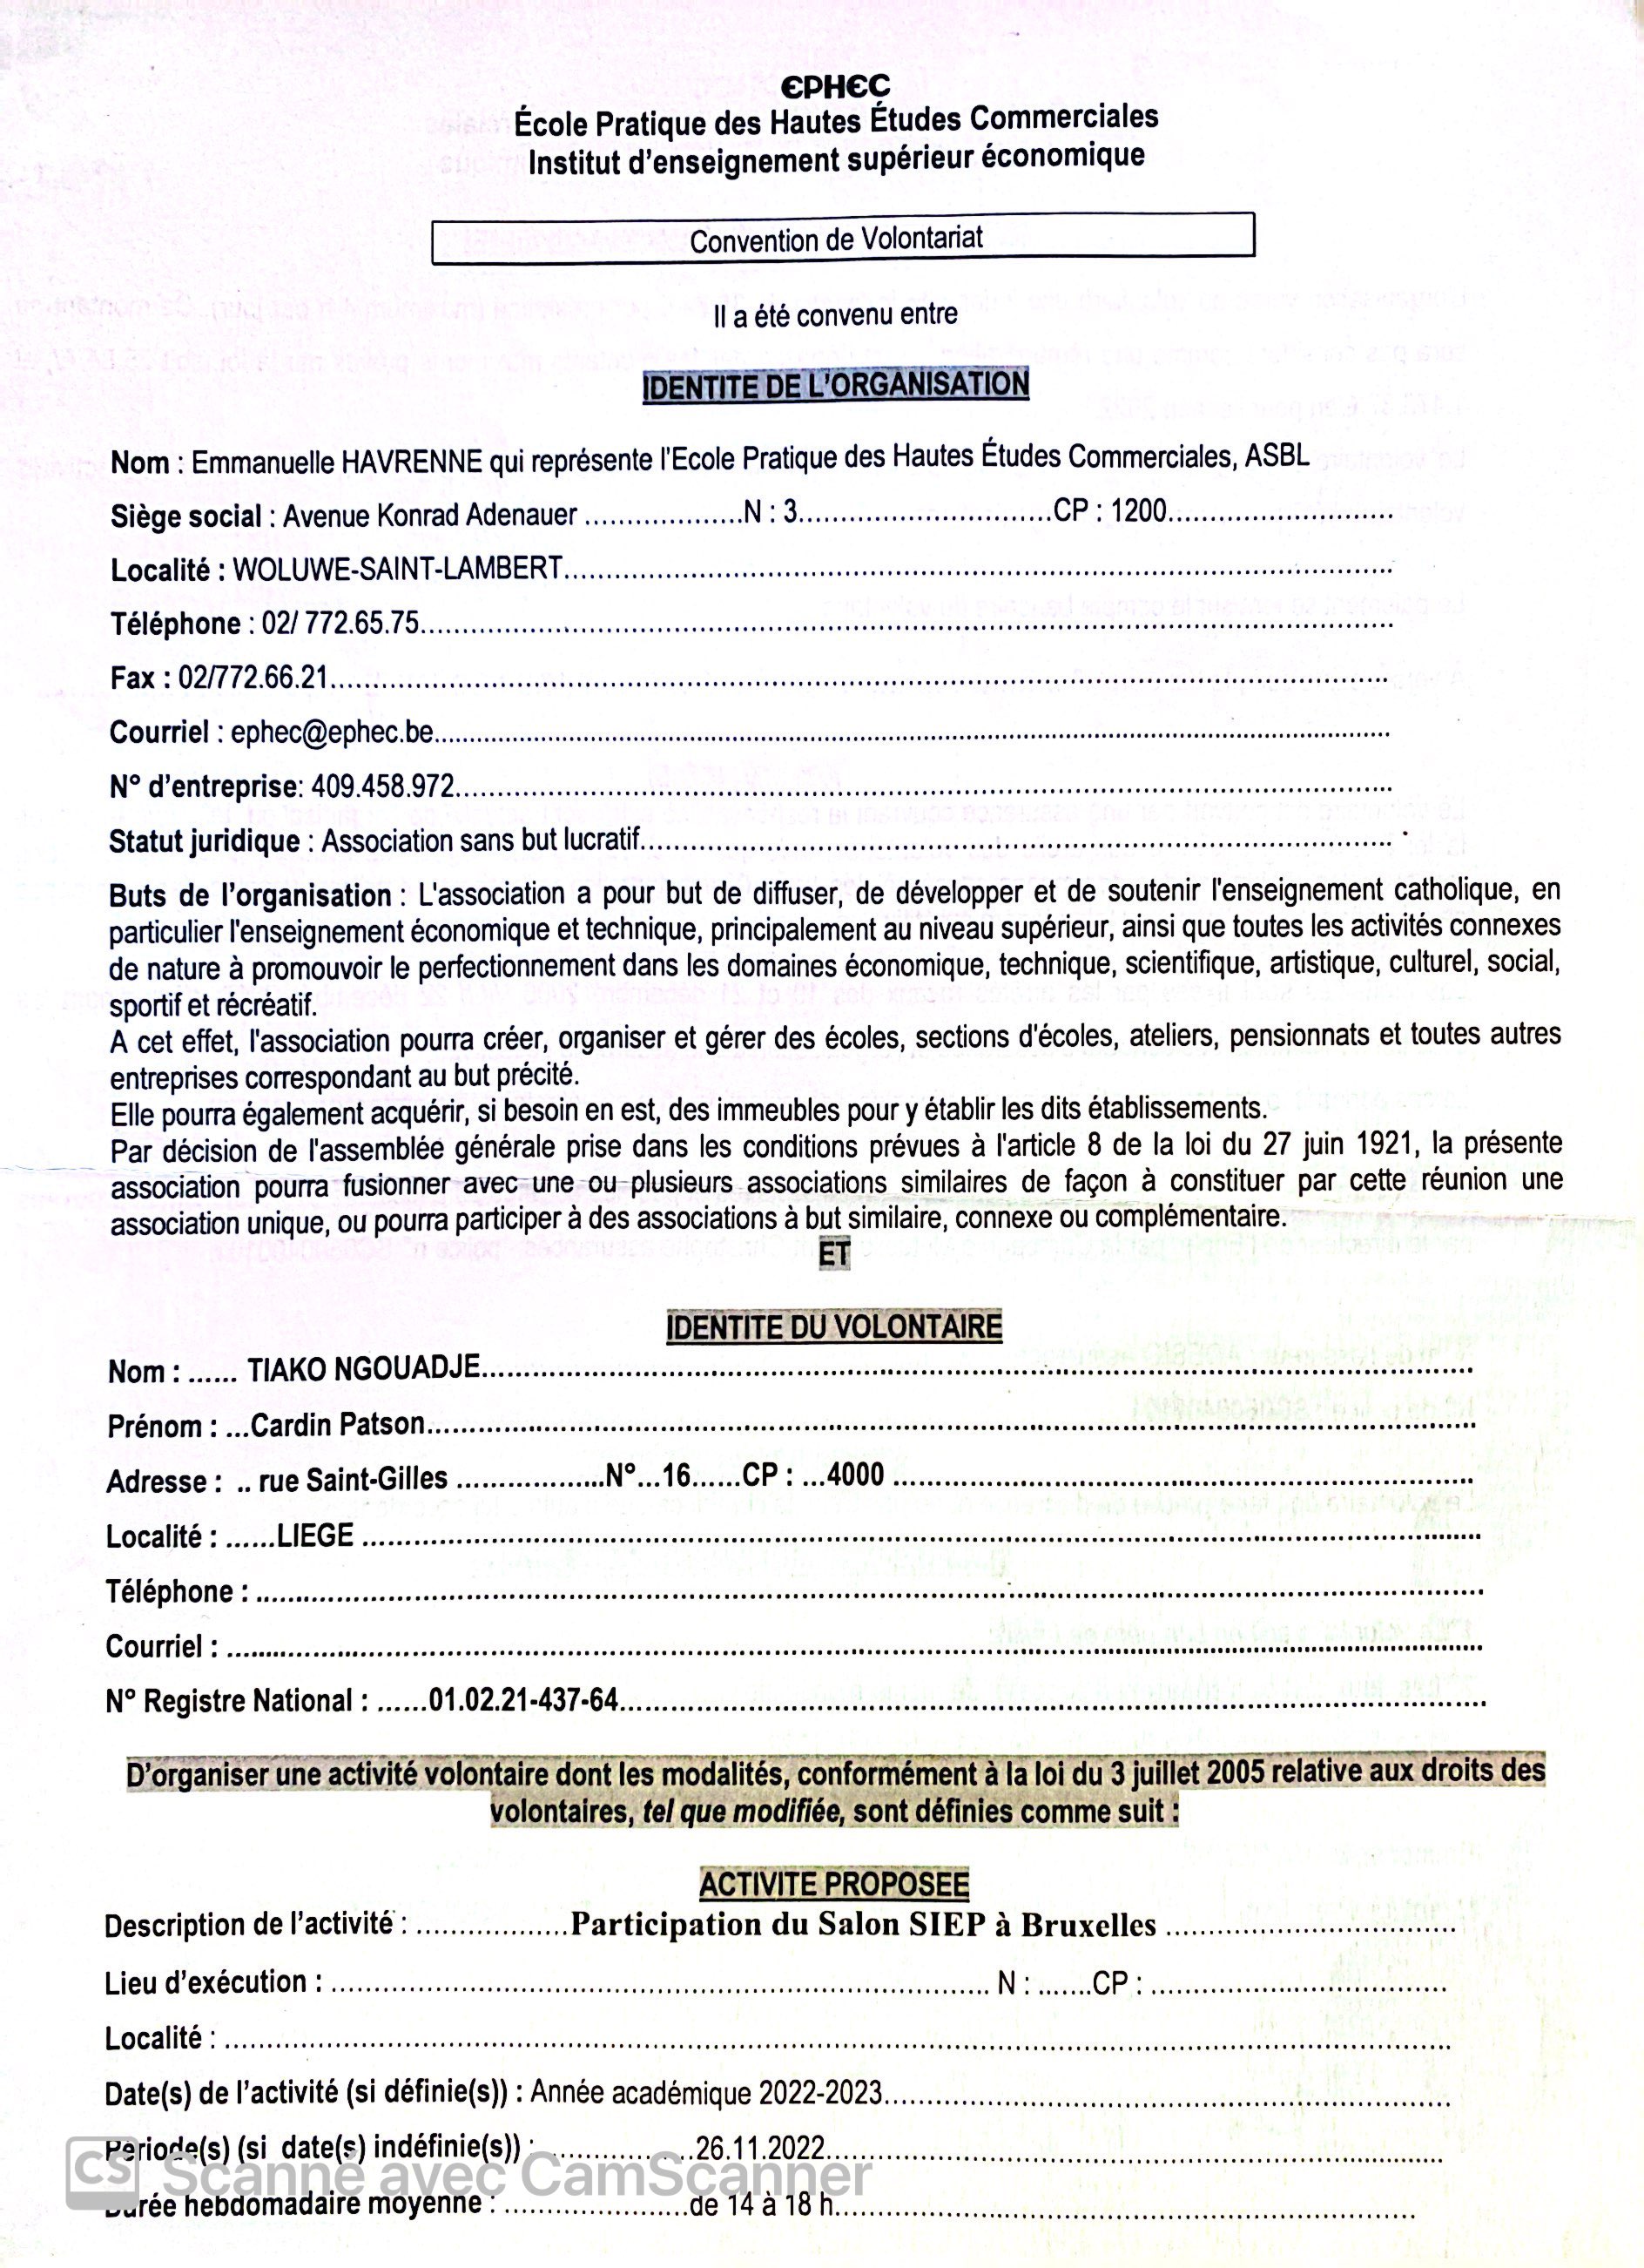 ЄPHЄC
École Pratique des Hautes Études Commerciales
Institut d'enseignement supérieur économique
Convention de Volontariat
Il a été convenu entre
IDENTITE DE L'ORGANISATION
Nom : Emmanuelle HAVRENNE qui représente l'Ecole Pratique des Hautes Études Commerciales, ASBL
Siège social : Avenue Konrad Adenauer ...................N : 3..............................CP : 1200...........................
Localité : WOLUWE-SAINT-LAMBERT....................................................................................................
Téléphone : 02/ 772.65.75....................................................................................................
Fax : 02/772.66.21....................................................................................................
Courriel : ephec@ephec.be....................................................................................................
N° d'entreprise: 409.458.972....................................................................................................
Statut juridique : Association sans but lucratif..........................................................................................
Buts de l'organisation : L'association a pour but de diffuser, de développer et de soutenir l'enseignement catholique, en
particulier l'enseignement économique et technique, principalement au niveau supérieur, ainsi que toutes les activités connexes
de nature à promouvoir le perfectionnement dans les domaines économique, technique, scientifique, artistique, culturel, social,
sportif et récréatif.
A cet effet, l'association pourra créer, organiser et gérer des écoles, sections d'écoles, ateliers, pensionnats et toutes autres
entreprises correspondant au but précité.
Elle pourra également acquérir, si besoin en est, des immeubles pour y établir les dits établissements.
Par décision de l'assemblée générale prise dans les conditions prévues à l'article 8 de la loi du 27 juin 1921, la présente
association pourra fusionner avec une ou plusieurs associations similaires de façon à constituer par cette réunion une
association unique, ou pourra participer à des associations à but similaire, connexe ou complémentaire.
ET
IDENTITE DU VOLONTAIRE
Nom : ...... TIAKO NGOUADJE....................................................................................................
Prénom : ...Cardin Patson....................................................................................................
Adresse : .. rue Saint-Gilles ..................N°...16......CP : ...4000 ......................................................................
Localité : ......LIEGE ....................................................................................................
Téléphone : ....................................................................................................
Courriel : ....................................................................................................
N° Registre National : ......01.02.21-437-64....................................................................................................
D'organiser une activité volontaire dont les modalités, conformément à la loi du 3 juillet 2005 relative aux droits des
volontaires, tel que modifiée, sont définies comme suit :
ACTIVITE PROPOSEE
Description de l'activité : ..................Participation du Salon SIEP à Bruxelles ...................................
Lieu d'exécution : ................................................................................ N : .......CP : ....................................
Localité : ....................................................................................................
Date(s) de l'activité (si définie(s)) : Année académique 2022-2023....................................................................
Période(s) (si date(s) indéfinie(s)) : .................26.11.2022..........................................................................
Durée hebdomadaire moyenne : ......................de 14 à 18 h......................................................................
CS Scanné avec CamScanner